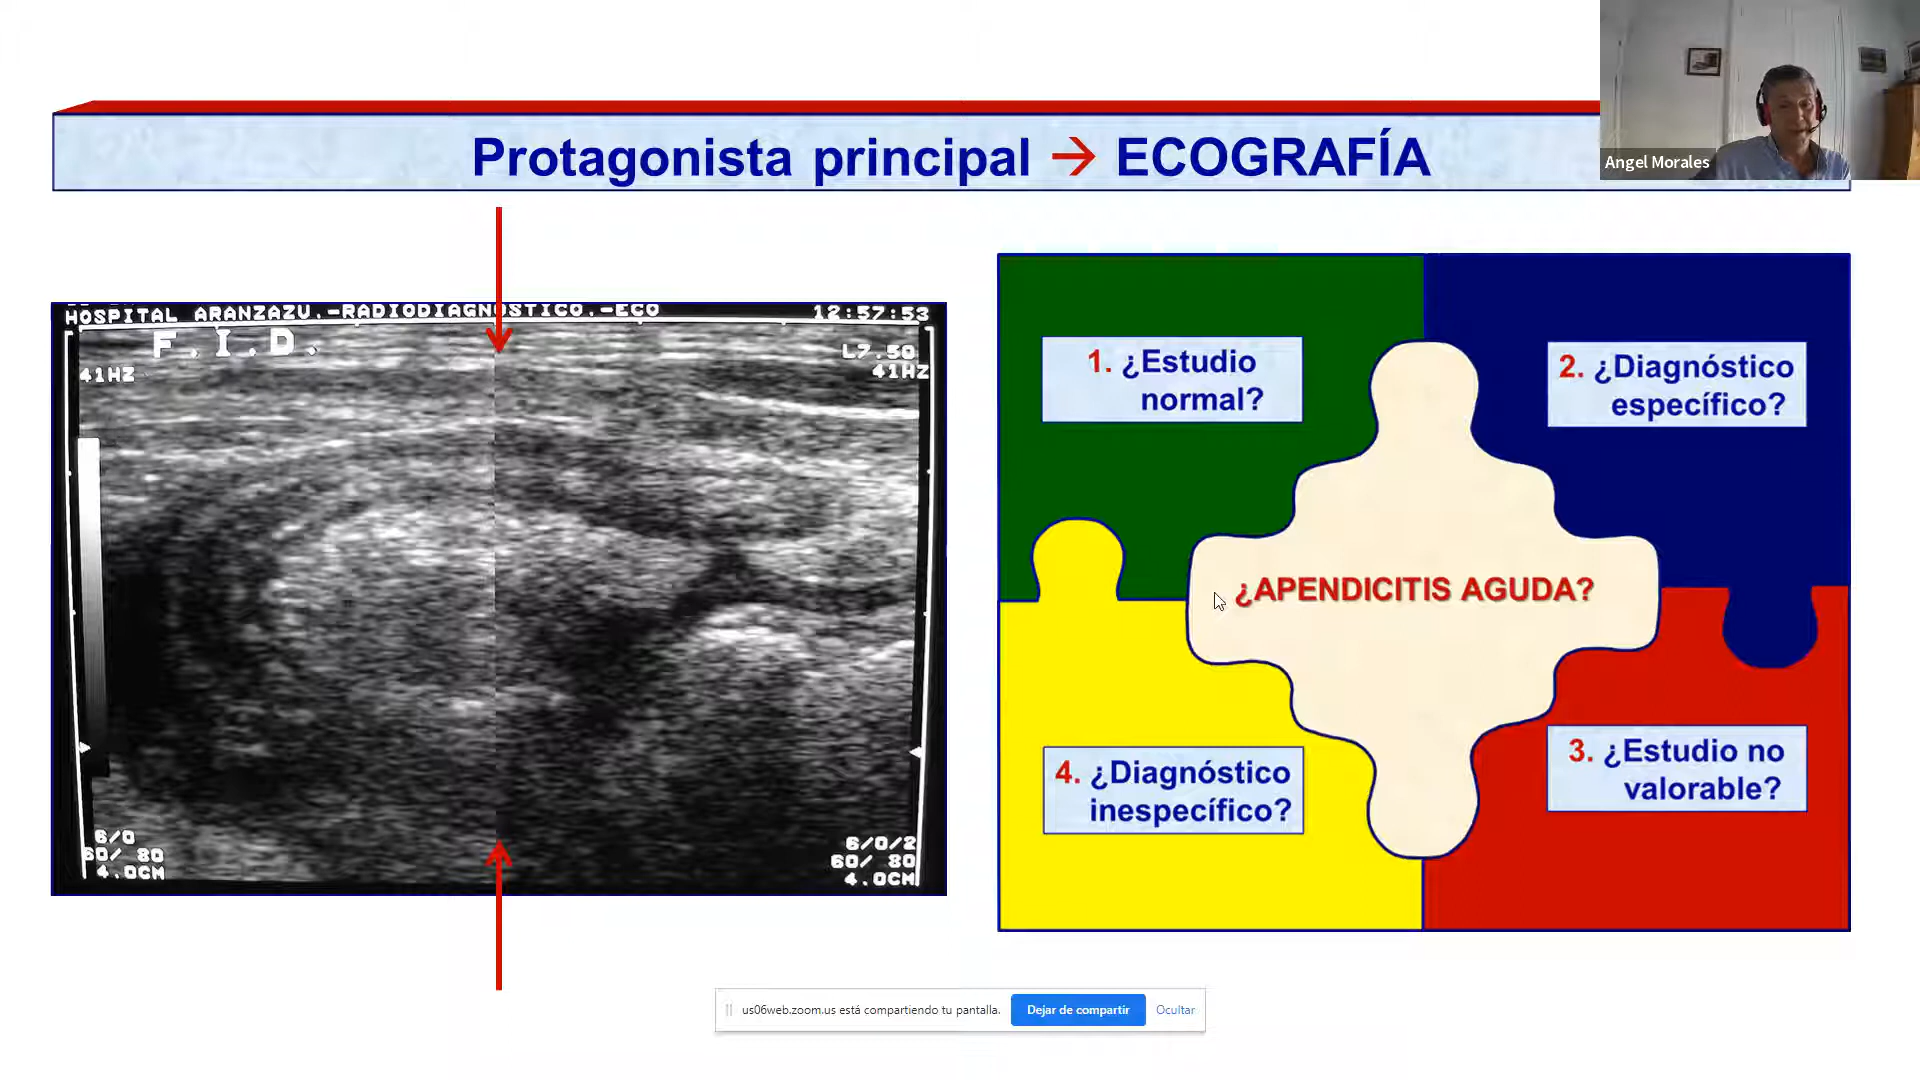 Protagonista principal → ECOGRAFÍA
Angel Morales
HOSPITAL ARANZAZU.-RADIODIAGNOSTICO.-ECO 12:57:53
F.I.D.
L7.50
41HZ 41HZ
6/0 6/0/2
60/ 80 60/ 80
4.0CM 4.0CM
1. ¿Estudio
normal?
2. ¿Diagnóstico
específico?
¿APENDICITIS AGUDA?
3. ¿Estudio no
valorable?
4. ¿Diagnóstico
inespecífico?
us06web.zoom.us está compartiendo tu pantalla. Dejar de compartir Ocultar